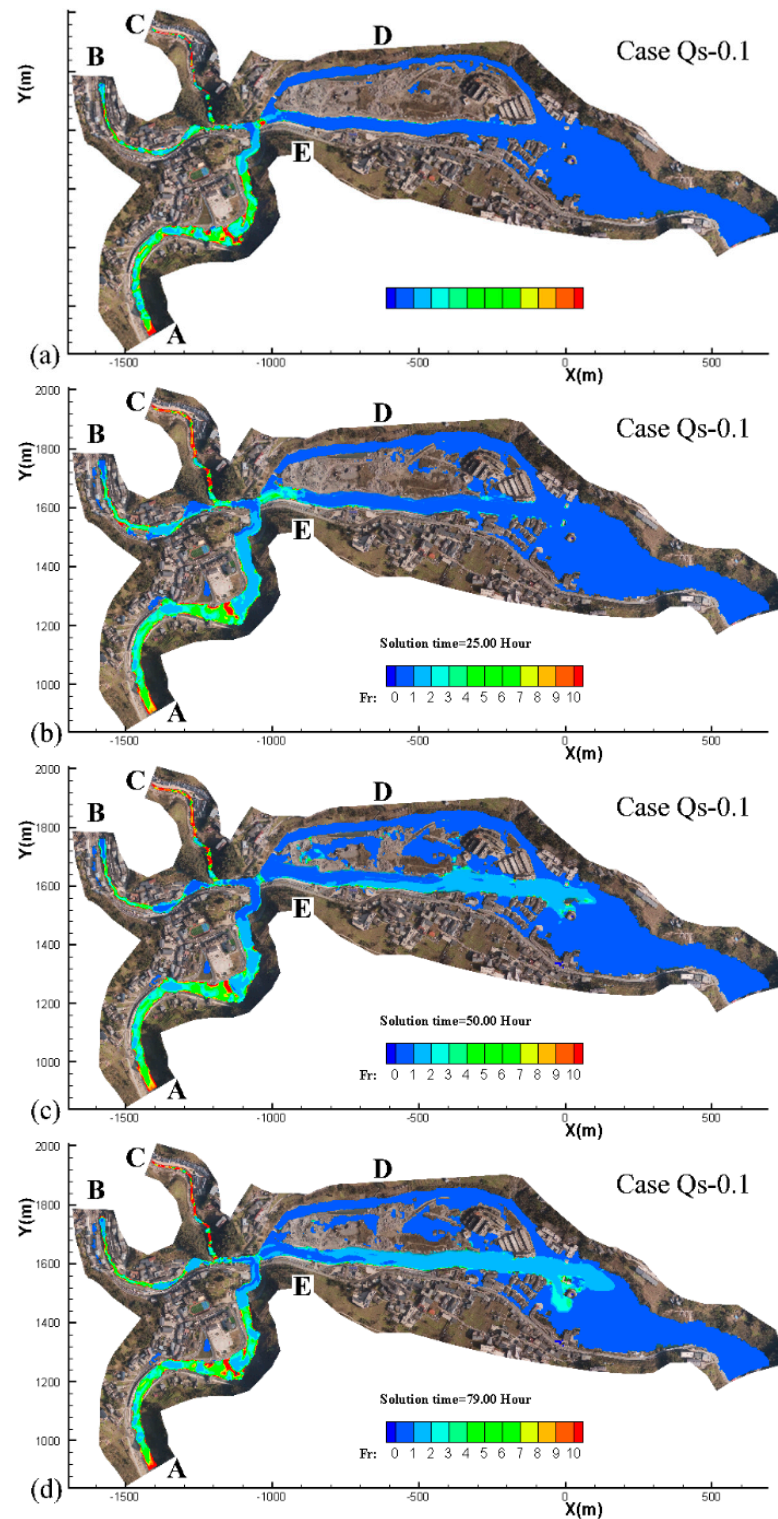 C
B
D
Case Qs-0.1
Y(m)
E
A
(a)
-1500 -1000 -500 0 500
X(m)
2000
C
B
D
Case Qs-0.1
Y(m)
1800
1600
E
1400
1200
Solution time=25.00 Hour
1000
A
Fr: 0 1 2 3 4 5 6 7 8 9 10
(b)
-1500 -1000 -500 0 500
X(m)
2000
C
B
D
Case Qs-0.1
Y(m)
1800
1600
E
1400
1200
Solution time=50.00 Hour
1000
A
Fr: 0 1 2 3 4 5 6 7 8 9 10
(c)
-1500 -1000 -500 0 500
X(m)
2000
C
B
D
Case Qs-0.1
Y(m)
1800
1600
E
1400
1200
Solution time=79.00 Hour
1000
A
Fr: 0 1 2 3 4 5 6 7 8 9 10
(d)
-1500 -1000 -500 0 500
X(m)